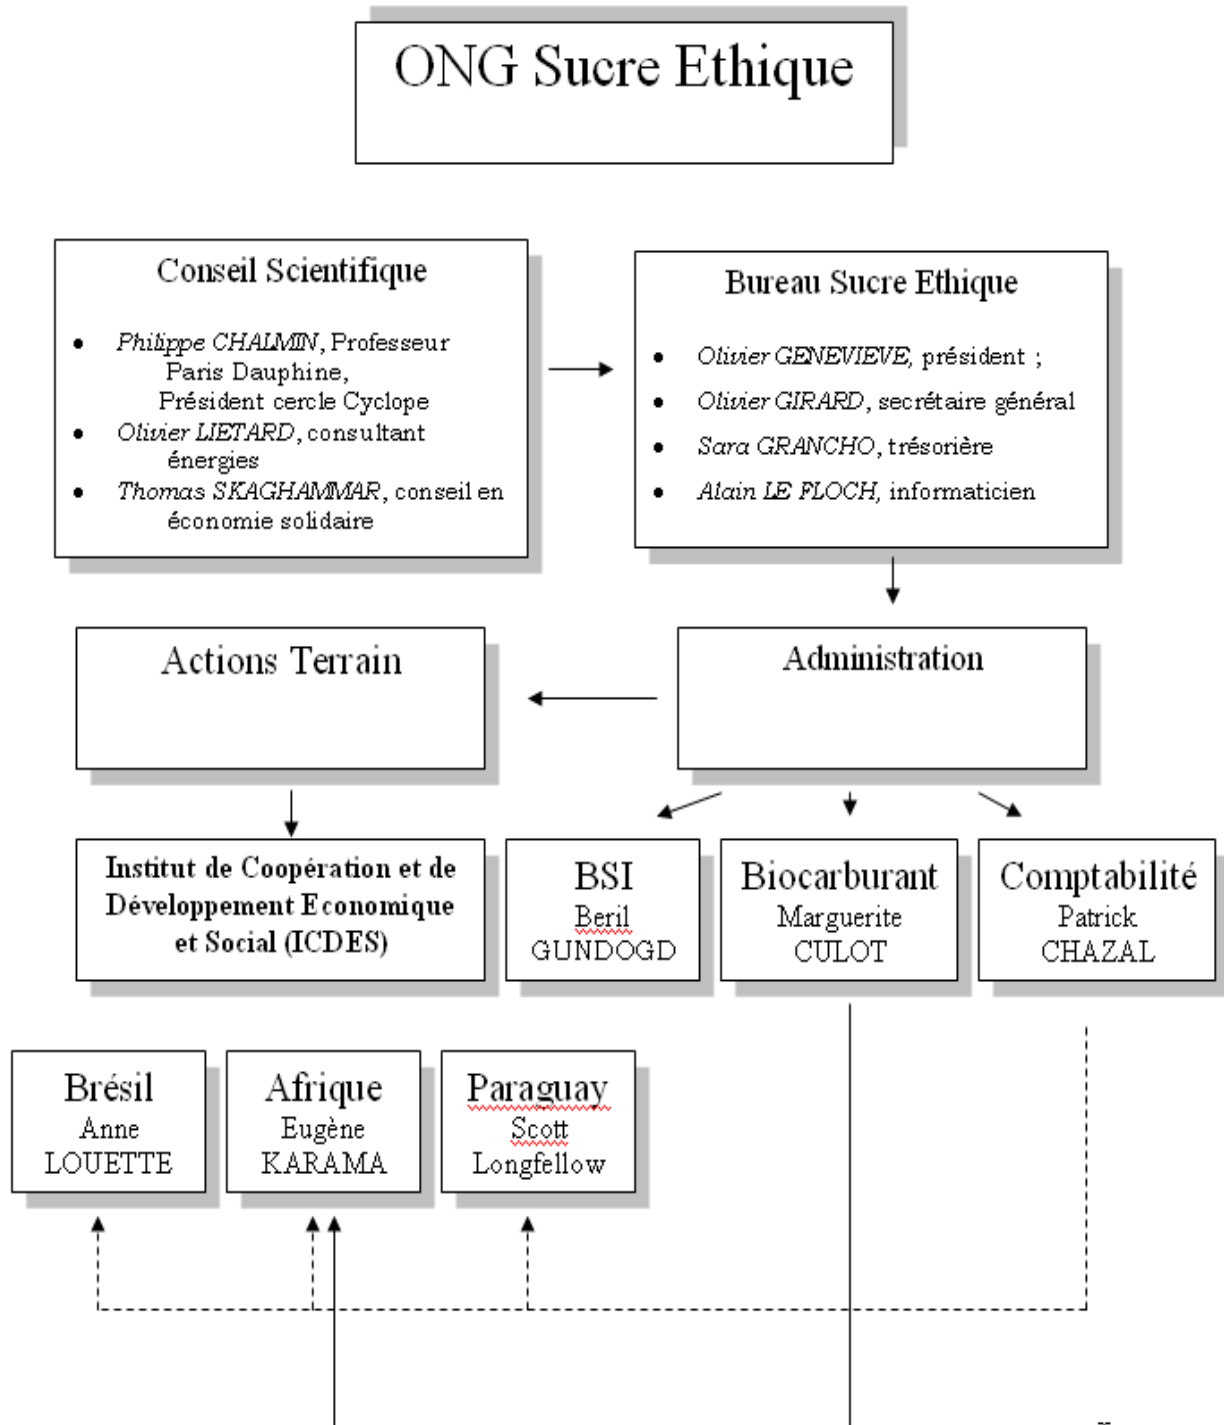 ONG Sucre Ethique
Conseil Scientifique
• Philippe CHALMIN, Professeur
Paris Dauphine,
Président cercle Cyclope
• Olivier LIETARD, consultant
énergies
• Thomas SKAGHAMMAR, conseil en
économie solidaire
Bureau Sucre Ethique
• Olivier GENEVIEVE, président ;
• Olivier GIRARD, secrétaire général
• Sara GRANCHO, trésorière
• Alain LE FLOCH, informaticien
Actions Terrain
Administration
Institut de Coopération et de
Développement Economique
et Social (ICDES)
BSI
Beril
GUNDOGD
Biocarburant
Marguerite
CULOT
Comptabilité
Patrick
CHAZAL
Brésil
Anne
LOUETTE
Afrique
Eugène
KARAMA
Paraguay
Scott
Longfellow